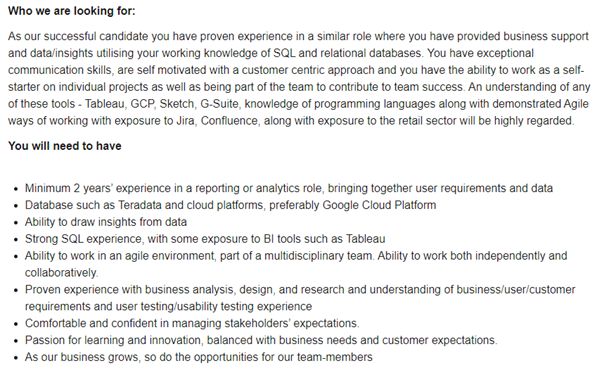 Who we are looking for:
As our successful candidate you have proven experience in a similar role where you have provided business support
and data/insights utilising your working knowledge of SQL and relational databases. You have exceptional
communication skills, are self motivated with a customer centric approach and you have the ability to work as a self-
starter on individual projects as well as being part of the team to contribute to team success. An understanding of any
of these tools - Tableau, GCP, Sketch, G-Suite, knowledge of programming languages along with demonstrated Agile
ways of working with exposure to Jira, Confluence, along with exposure to the retail sector will be highly regarded.
You will need to have
• Minimum 2 years' experience in a reporting or analytics role, bringing together user requirements and data
• Database such as Teradata and cloud platforms, preferably Google Cloud Platform
• Ability to draw insights from data
• Strong SQL experience, with some exposure to BI tools such as Tableau
• Ability to work in an agile environment, part of a multidisciplinary team. Ability to work both independently and
collaboratively.
• Proven experience with business analysis, design, and research and understanding of business/user/customer
requirements and user testing/usability testing experience
• Comfortable and confident in managing stakeholders' expectations.
• Passion for learning and innovation, balanced with business needs and customer expectations.
• As our business grows, so do the opportunities for our team-members